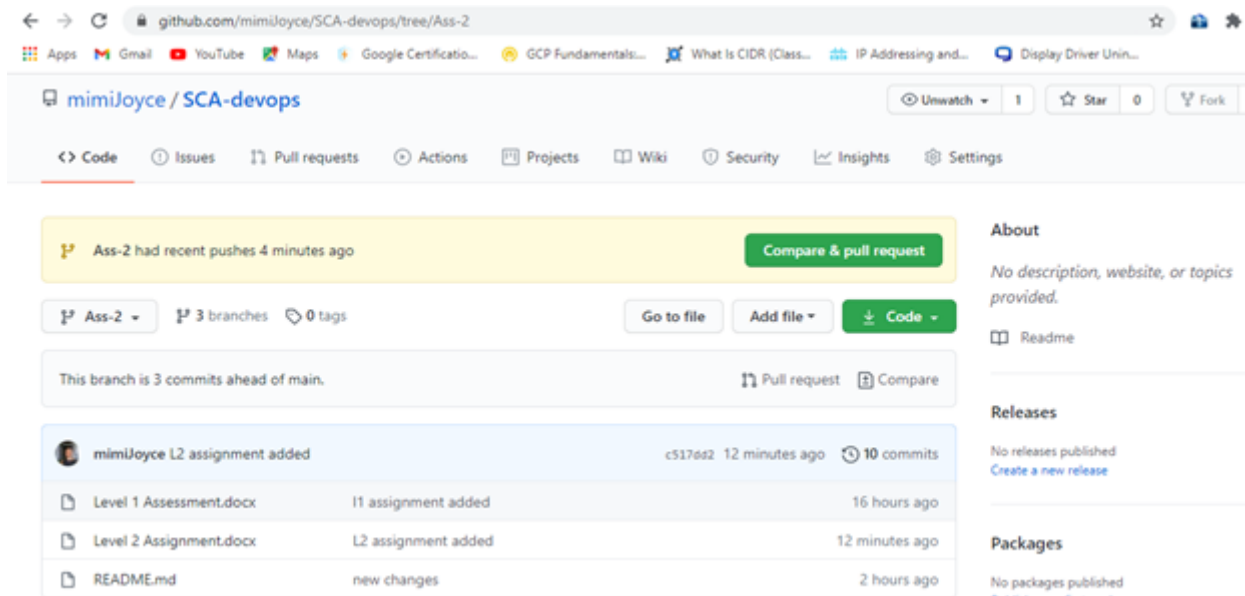 github.com/mimiJoyce/SCA-devops/tree/Ass-2
Apps Gmail YouTube Maps Google Certificatio... GCP Fundamentals:... What Is CIDR (Class... IP Addressing and... Display Driver Unin...
mimiJoyce / SCA-devops Unwatch 1 Star 0 Fork
Code Issues Pull requests Actions Projects Wiki Security Insights Settings
Ass-2 had recent pushes 4 minutes ago Compare & pull request
Ass-2 3 branches 0 tags Go to file Add file Code
This branch is 3 commits ahead of main. Pull request Compare
mimiJoyce L2 assignment added c517dd2 12 minutes ago 10 commits
Level 1 Assessment.docx l1 assignment added 16 hours ago
Level 2 Assignment.docx L2 assignment added 12 minutes ago
README.md new changes 2 hours ago
About
No description, website, or topics
provided.
Readme
Releases
No releases published
Create a new release
Packages
No packages published